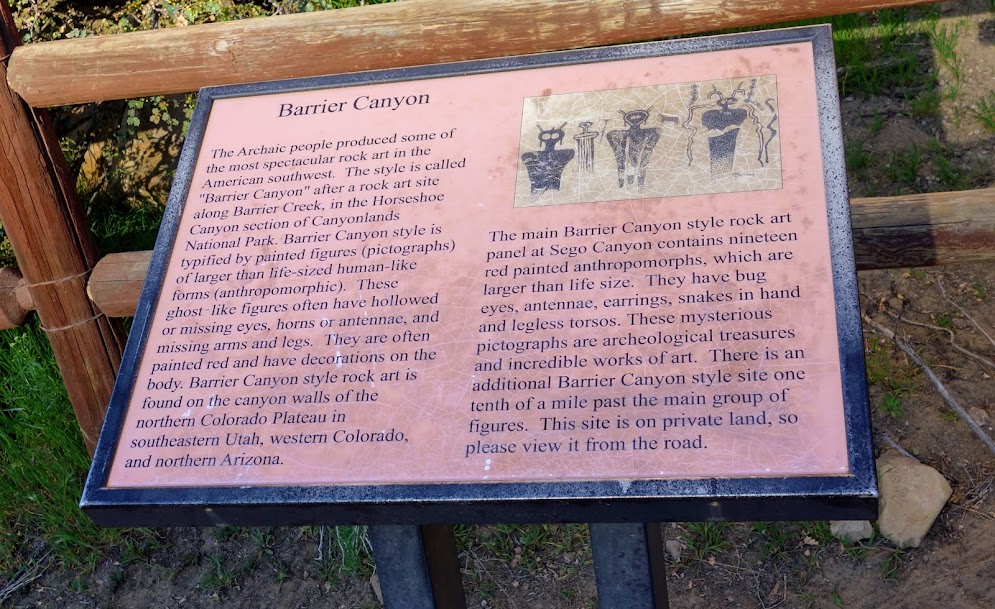 Barrier Canyon
The Archaic people produced some of
the most spectacular rock art in the
American southwest. The style is called
"Barrier Canyon" after a rock art site
along Barrier Creek, in the Horseshoe
Canyon section of Canyonlands
National Park. Barrier Canyon style is
typified by painted figures (pictographs)
of larger than life-sized human-like
forms (anthropomorphic). These
ghost-like figures often have hollowed
or missing eyes, horns or antennae, and
missing arms and legs. They are often
painted red and have decorations on the
body. Barrier Canyon style rock art is
found on the canyon walls of the
northern Colorado Plateau in
southeastern Utah, western Colorado,
and northern Arizona.
The main Barrier Canyon style rock art
panel at Sego Canyon contains nineteen
red painted anthropomorphs, which are
larger than life size. They have bug
eyes, antennae, earrings, snakes in hand
and legless torsos. These mysterious
pictographs are archeological treasures
and incredible works of art. There is an
additional Barrier Canyon style site one
tenth of a mile past the main group of
figures. This site is on private land, so
please view it from the road.